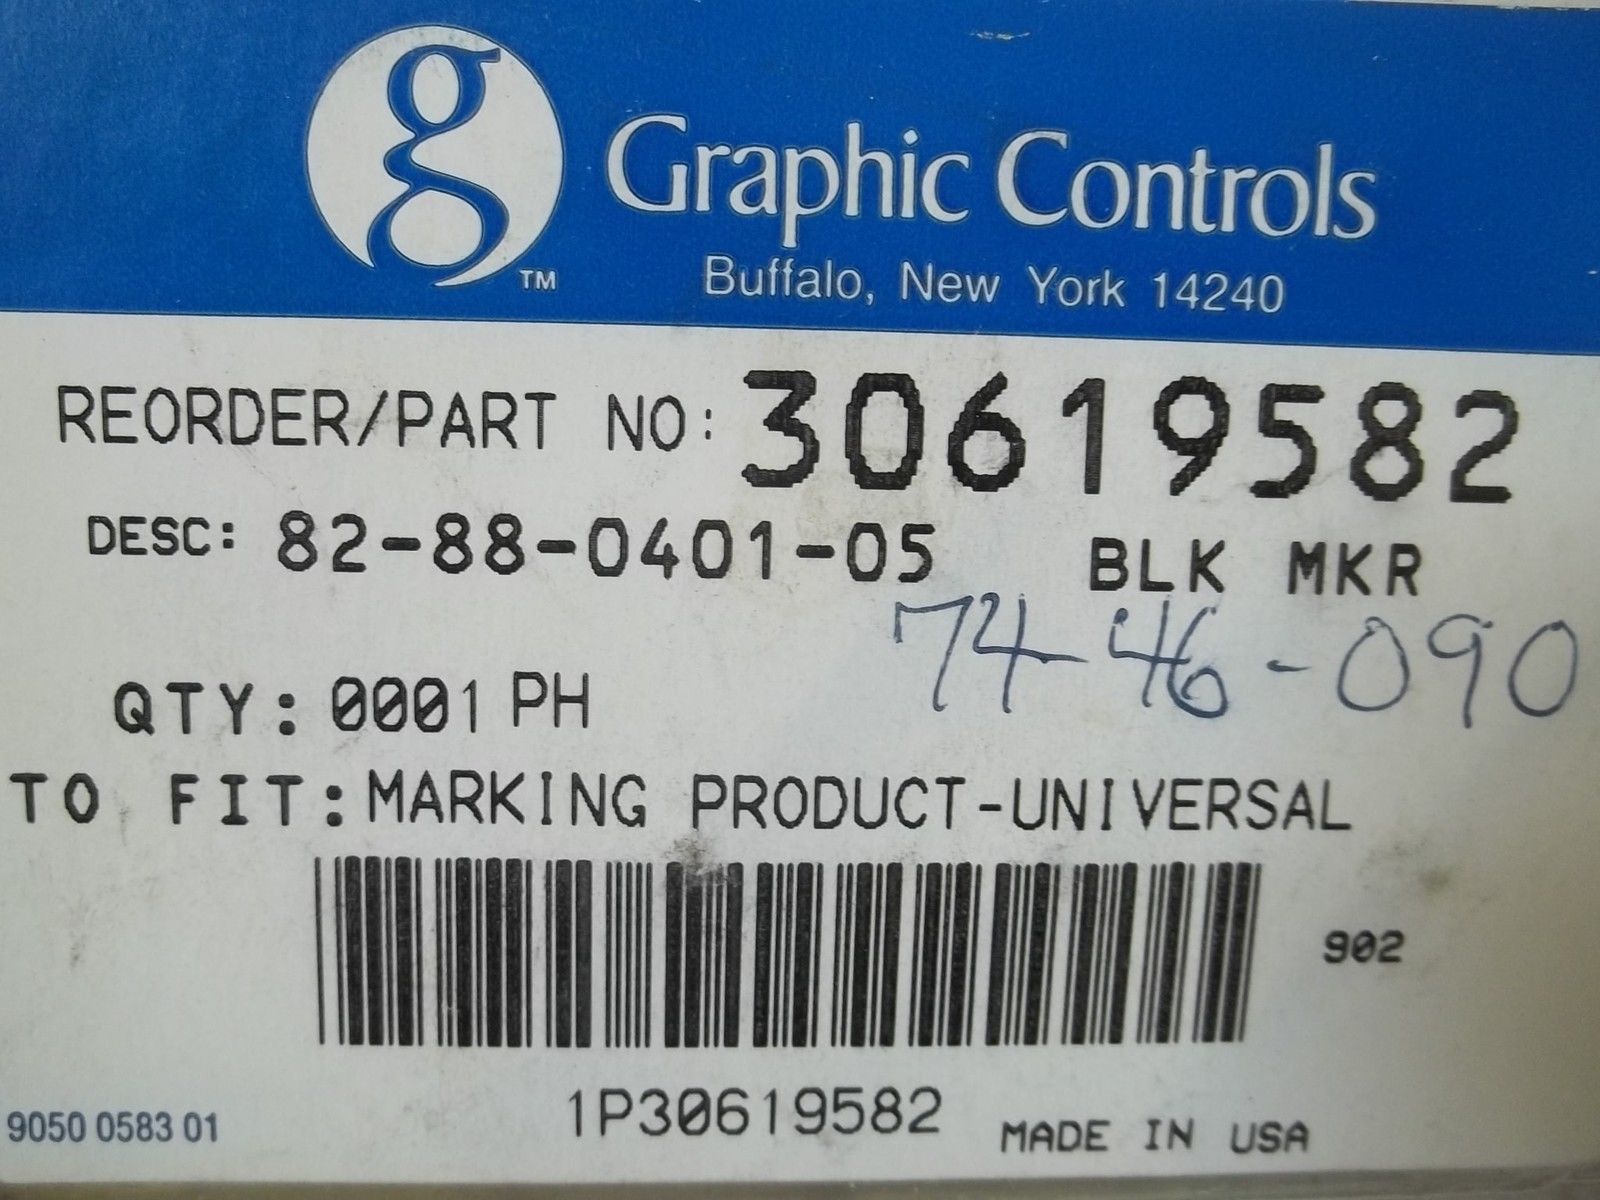 g
TM
Graphic Controls
Buffalo, New York 14240
REORDER/PART NO: 30619582
DESC: 82-88-0401-05 BLK MKR
74-46-090
QTY: 0001 PH
TO FIT: MARKING PRODUCT-UNIVERSAL
902
1P30619582
9050 0583 01
MADE IN USA